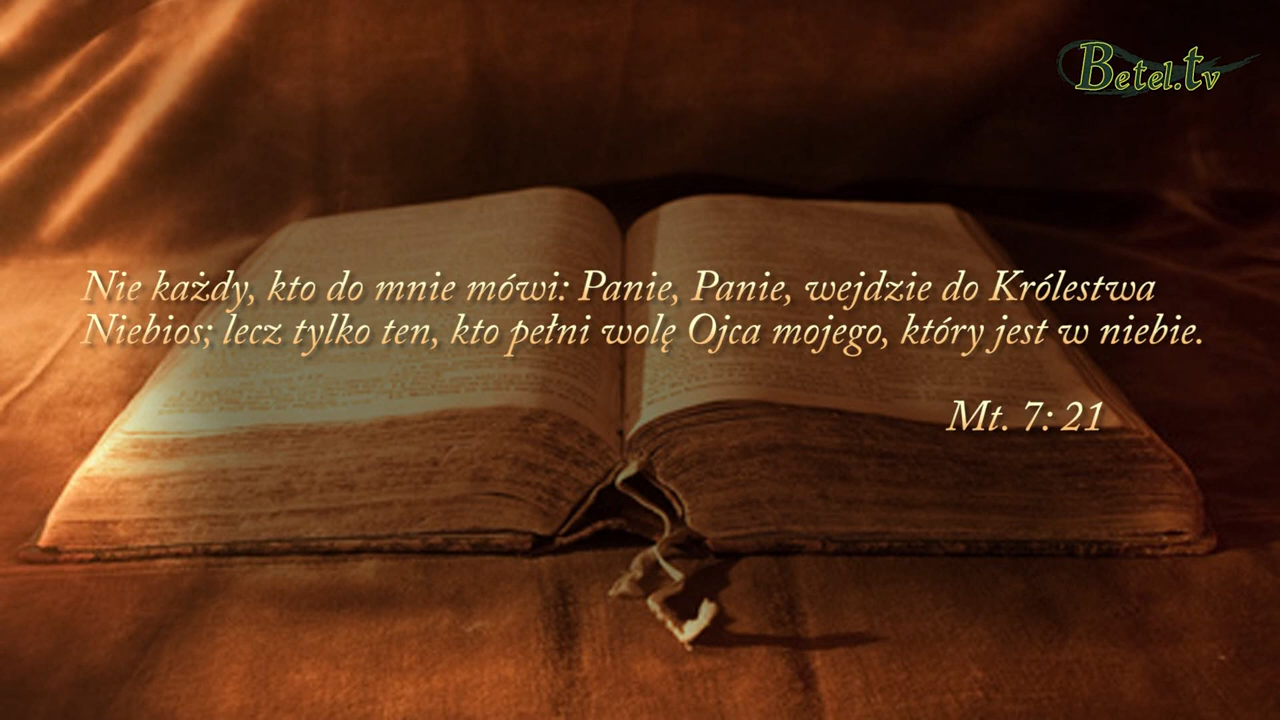 Betel.tv
Nie każdy, kto do mnie mówi: Panie, Panie, wejdzie do Królestwa
Niebios; lecz tylko ten, kto pełni wolę Ojca mojego, który jest w niebie.
Mt. 7: 21